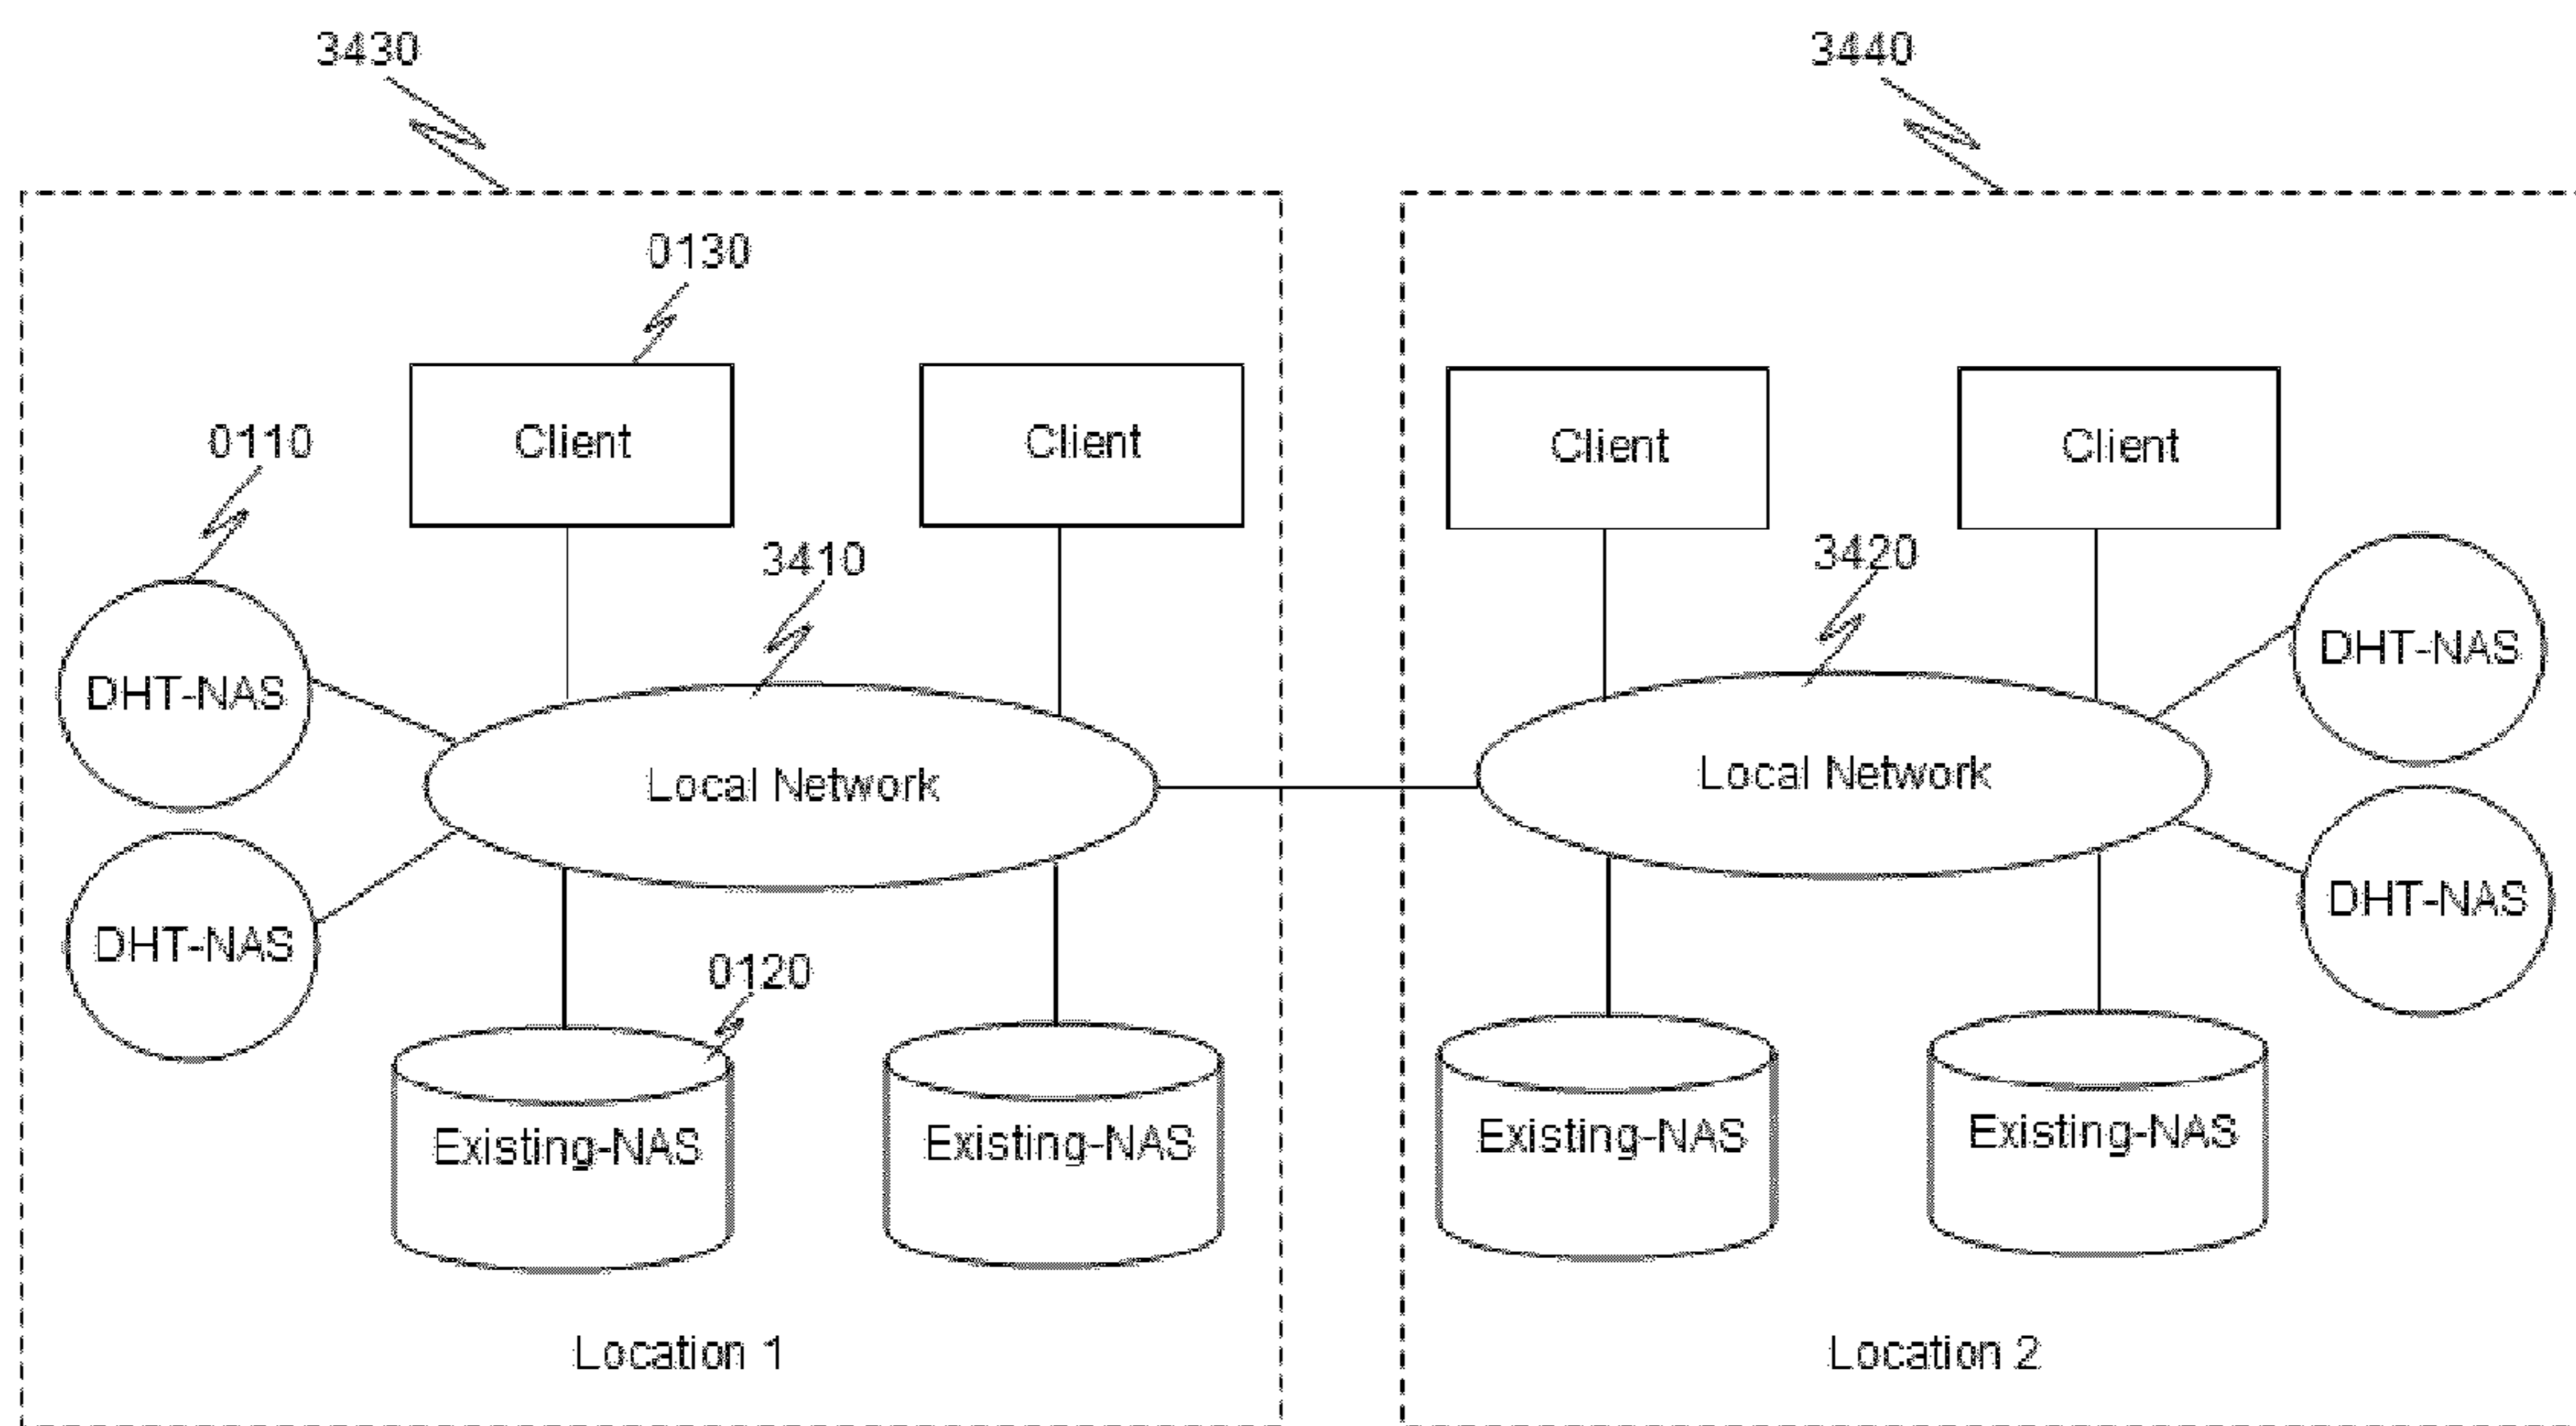 3430
3440
0130
0110
Client
Client
Client
Client
3410
3420
DHT-NAS
DHT-NAS
Local Network
Local Network
DHT-NAS
DHT-NAS
0120
Existing-NAS
Existing-NAS
Existing-NAS
Existing-NAS
Location 1
Location 2